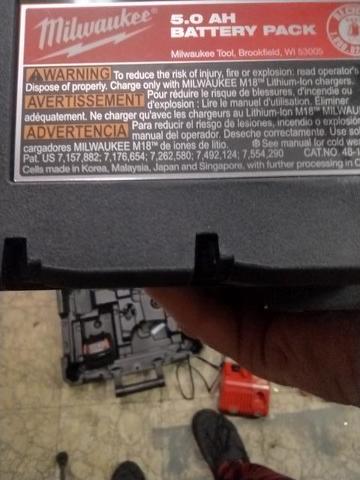 Milwaukee®
5.0 AH
BATTERY PACK
Milwaukee Tool, Brookfield, WI 53005
WARNING To reduce the risk of injury, fire or explosion: read operator's
Dispose of properly. Charge only with MILWAUKEE M18™ Lithium-Ion chargers.
AVERTISSEMENT Pour réduire le risque de blessures, d'incendie ou
d'explosion : Lire le manuel d'utilisation. Éliminer
adéquatement. Ne charger qu'avec les chargeurs au Lithium-Ion M18™ MILWAU
ADVERTENCIA Para reducir el riesgo de lesiones, incendio o explosión
manual del operador. Deseche correctamente. Use so
cargadores MILWAUKEE M18™ de iones de litio. See manual for cold wea
Pat. US 7,157,882; 7,176,654; 7,262,580; 7,492,124; 7,554,290 CAT.NO. 48-1
Cells made in Korea, Malaysia, Japan and Singapore, with further processing in C